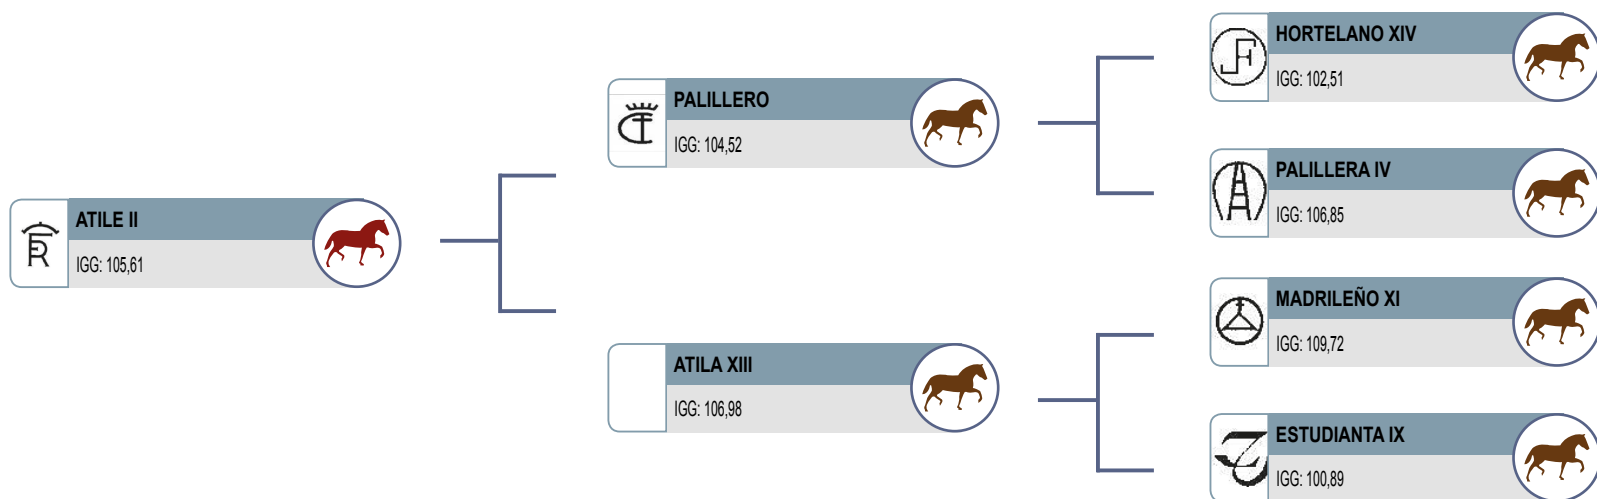 HORTELANO XIV
IGG: 102,51
PALILLERO
IGG: 104,52
PALILLERA IV
IGG: 106,85
ATILE II
IGG: 105,61
MADRILEÑO XI
IGG: 109,72
ATILA XIII
IGG: 106,98
ESTUDIANTA IX
IGG: 100,89